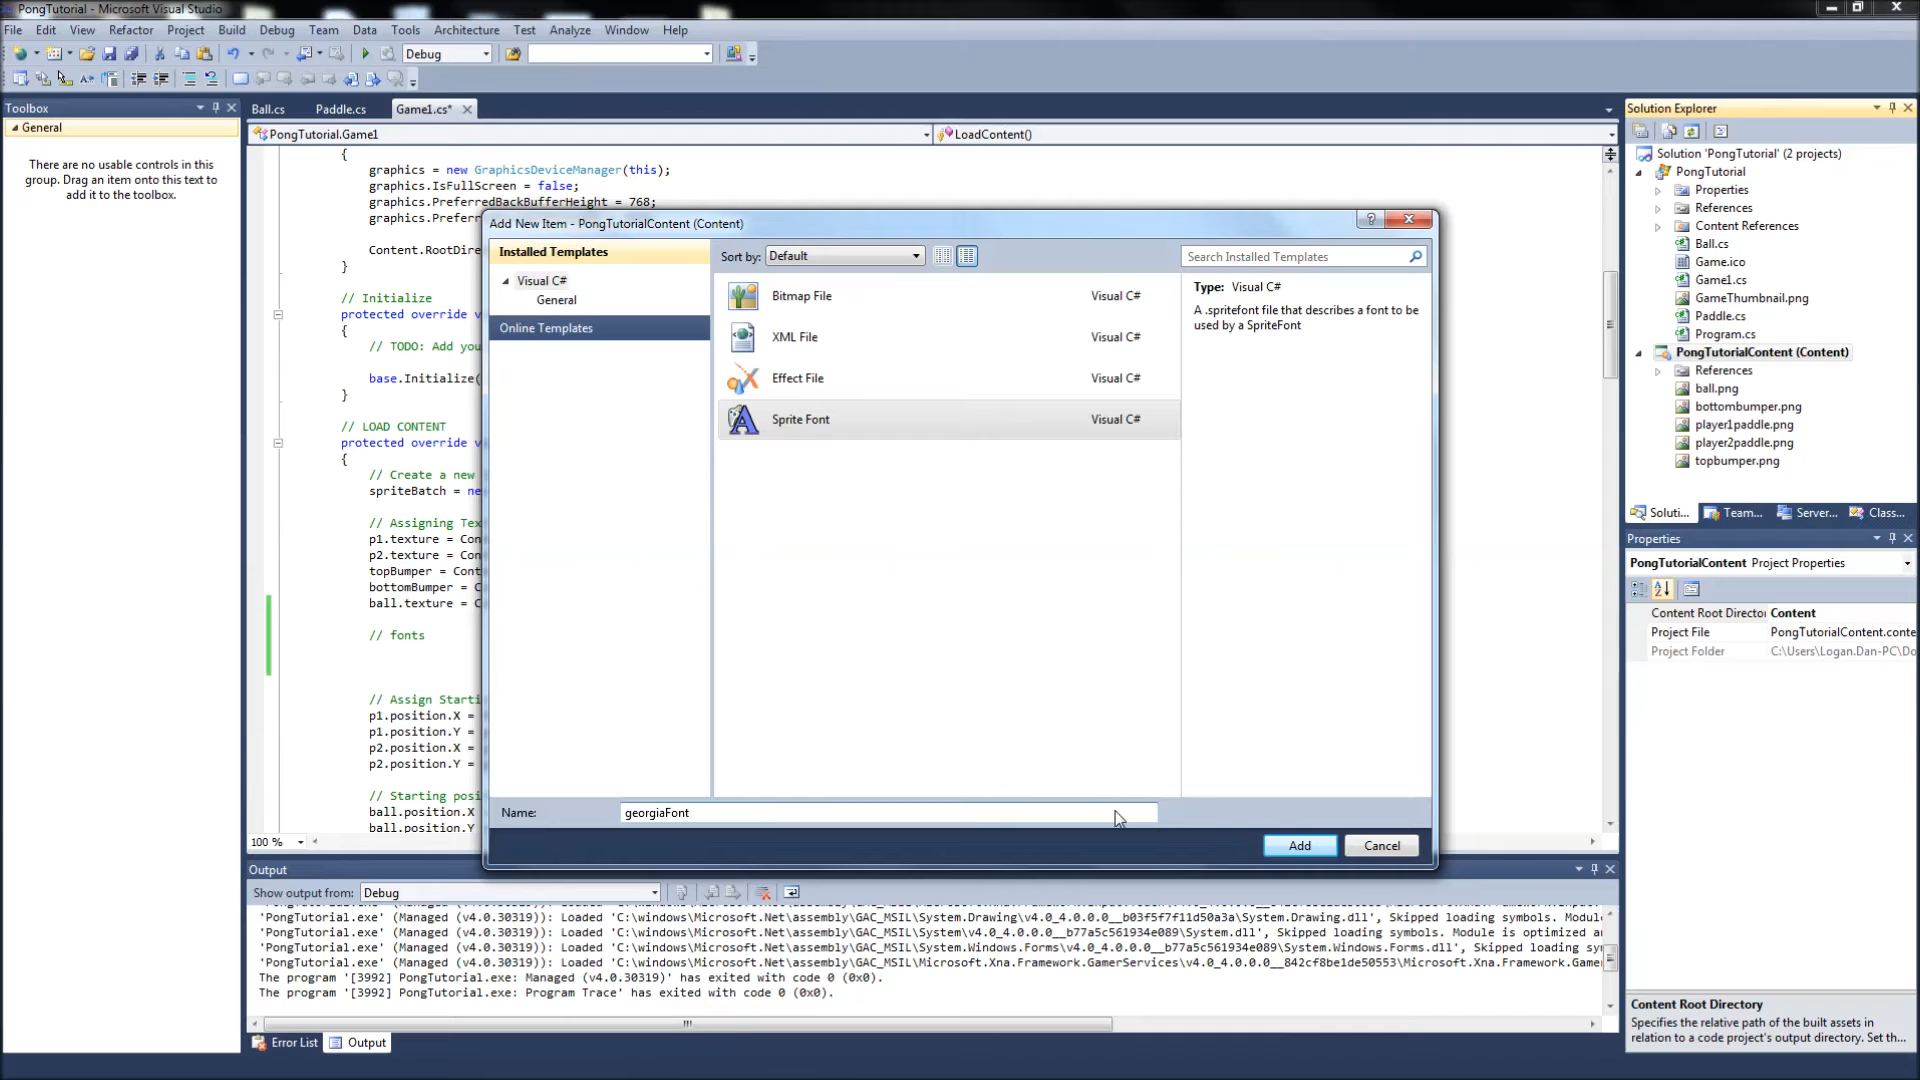 PongTutorial - Microsoft Visual Studio
File Edit View Refactor Project Build Debug Team Data Tools Architecture Test Analyze Window Help
Debug
Toolbox
General
There are no usable controls in this
group. Drag an item onto this text to
add it to the toolbox.
Ball.cs Paddle.cs Game1.cs*
PongTutorial.Game1 LoadContent()
{
graphics = new GraphicsDeviceManager(this);
graphics.IsFullScreen = false;
graphics.PreferredBackBufferHeight = 768;
graphics.Prefer
Content.RootDire
}
// Initialize
protected override v
{
// TODO: Add you
base.Initialize(
}
// LOAD CONTENT
protected override v
{
// Create a new
spriteBatch = ne
// Assigning Tex
p1.texture = Con
p2.texture = Con
topBumper = Cont
bottomBumper = C
ball.texture = C
// fonts
// Assign Starti
p1.position.X =
p1.position.Y =
p2.position.X =
p2.position.Y =
// Starting posi
ball.position.X
ball.position.Y
100 %
Add New Item - PongTutorialContent (Content)
Installed Templates
Visual C#
General
Online Templates
Sort by: Default
Search Installed Templates
Bitmap File Visual C#
XML File Visual C#
Effect File Visual C#
Sprite Font Visual C#
Type: Visual C#
A .spritefont file that describes a font to be
used by a SpriteFont
Name: georgiaFont
Add Cancel
Output
Show output from: Debug
'PongTutorial.exe' (Managed (v4.0.30319)): Loaded 'C:\windows\Microsoft.Net\assembly\GAC_MSIL\System.Drawing\v4.0_4.0.0.0__b03f5f7f11d50a3a\System.Drawing.dll', Skipped loading symbols. Modul
'PongTutorial.exe' (Managed (v4.0.30319)): Loaded 'C:\windows\Microsoft.Net\assembly\GAC_MSIL\System\v4.0_4.0.0.0__b77a5c561934e089\System.dll', Skipped loading symbols. Module is optimized an
'PongTutorial.exe' (Managed (v4.0.30319)): Loaded 'C:\windows\Microsoft.Net\assembly\GAC_MSIL\System.Windows.Forms\v4.0_4.0.0.0__b77a5c561934e089\System.Windows.Forms.dll', Skipped loading sy
'PongTutorial.exe' (Managed (v4.0.30319)): Loaded 'C:\windows\Microsoft.Net\assembly\GAC_MSIL\Microsoft.Xna.Framework.GamerServices\v4.0_4.0.0.0__842cf8be1de50553\Microsoft.Xna.Framework.Game
The program '[3992] PongTutorial.exe: Managed (v4.0.30319)' has exited with code 0 (0x0).
The program '[3992] PongTutorial.exe: Program Trace' has exited with code 0 (0x0).
Error List Output
Solution Explorer
Solution 'PongTutorial' (2 projects)
PongTutorial
Properties
References
Content References
Ball.cs
Game.ico
Game1.cs
GameThumbnail.png
Paddle.cs
Program.cs
PongTutorialContent (Content)
References
ball.png
bottombumper.png
player1paddle.png
player2paddle.png
topbumper.png
Soluti... Team... Server... Class...
Properties
PongTutorialContent Project Properties
Content Root Director Content
Project File PongTutorialContent.conte
Project Folder C:\Users\Logan.Dan-PC\Do
Content Root Directory
Specifies the relative path of the built assets in
relation to a code project's output directory. Set th...